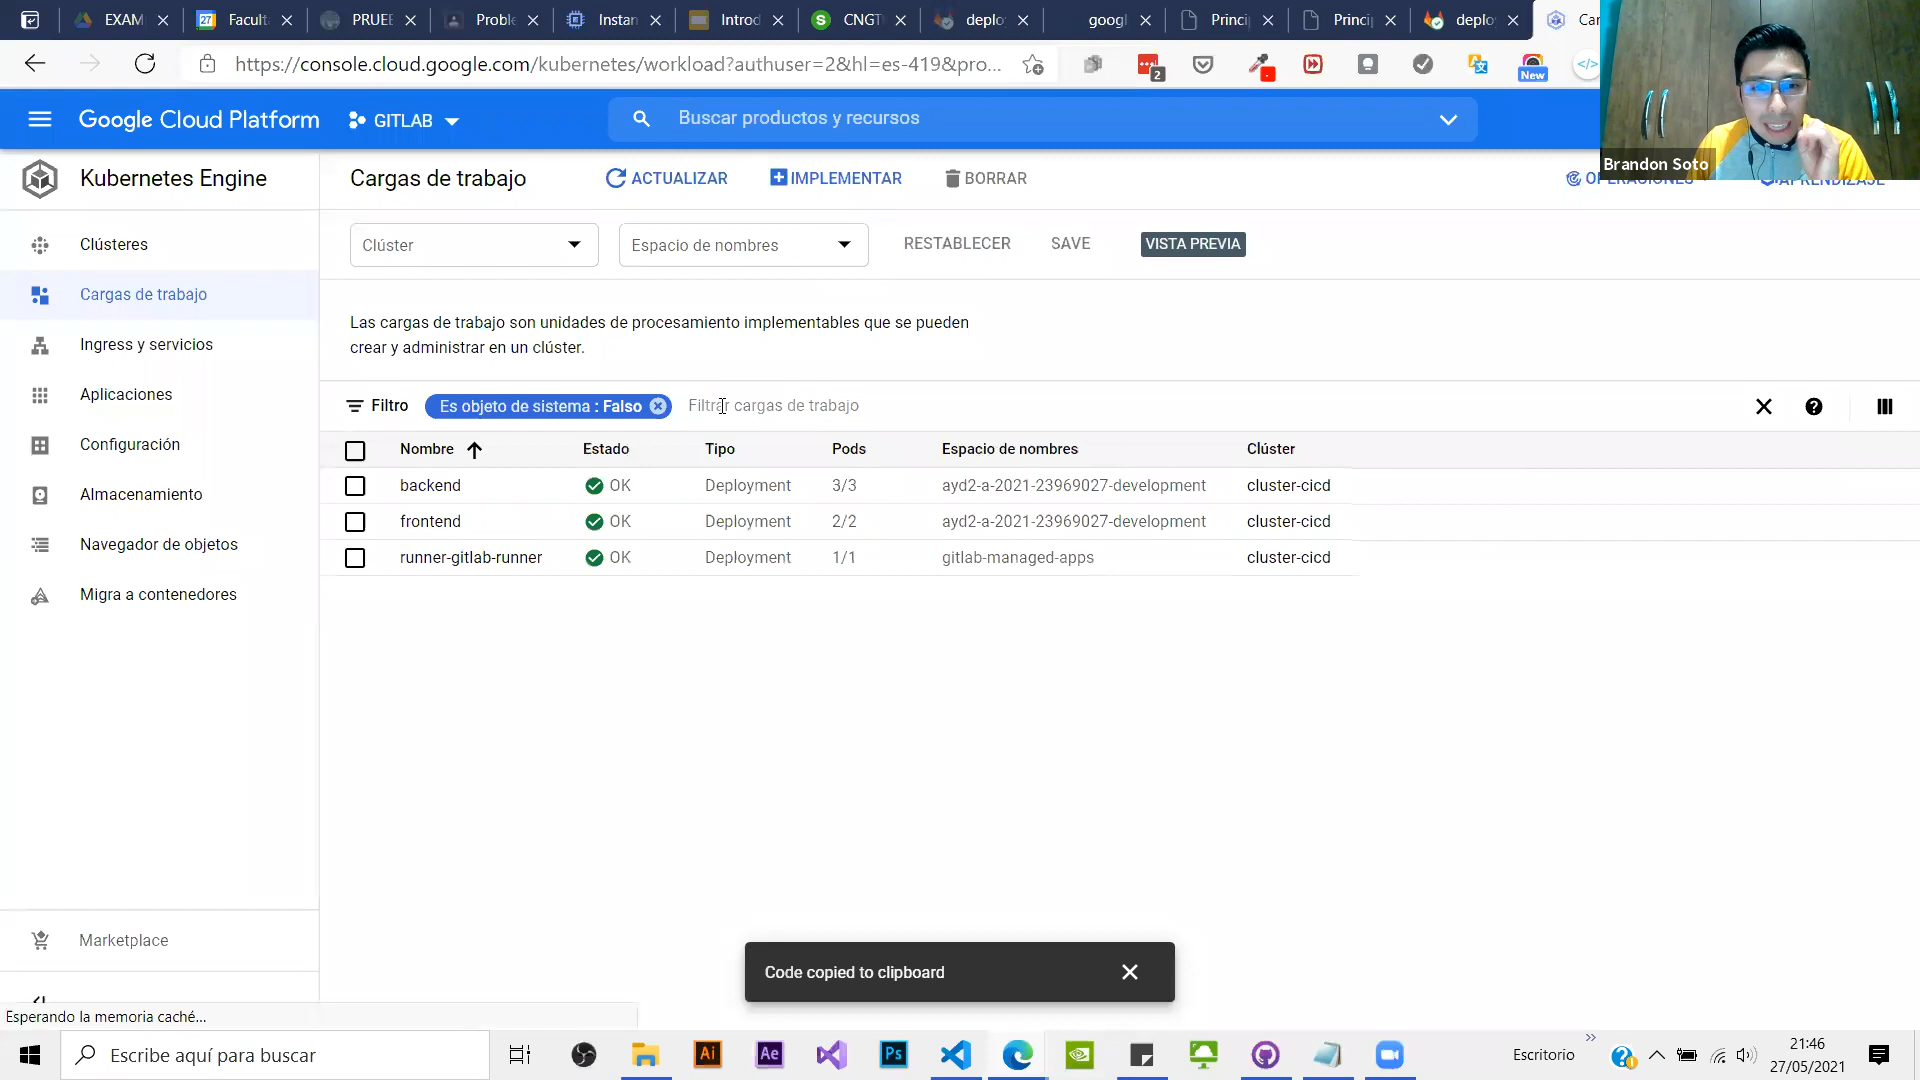 EXAM
Facult
PRUEE
Proble
Instan
Introd
CNGT
deplo
googl
Princi
Princi
deplo
Car
https://console.cloud.google.com/kubernetes/workload?authuser=2&hl=es-419&pro...
2
New
Google Cloud Platform
GITLAB
Buscar productos y recursos
Brandon Soto
Kubernetes Engine
Cargas de trabajo
ACTUALIZAR
IMPLEMENTAR
BORRAR
OPERACIONES
APRENDIZAJE
Clústeres
Cargas de trabajo
Ingress y servicios
Aplicaciones
Configuración
Almacenamiento
Navegador de objetos
Migra a contenedores
Marketplace
Clúster
Espacio de nombres
RESTABLECER
SAVE
VISTA PREVIA
Las cargas de trabajo son unidades de procesamiento implementables que se pueden
crear y administrar en un clúster.
Filtro
Es objeto de sistema : Falso
Filtrar cargas de trabajo
Nombre Estado Tipo Pods Espacio de nombres Clúster
backend OK Deployment 3/3 ayd2-a-2021-23969027-development cluster-cicd
frontend OK Deployment 2/2 ayd2-a-2021-23969027-development cluster-cicd
runner-gitlab-runner OK Deployment 1/1 gitlab-managed-apps cluster-cicd
Code copied to clipboard
Esperando la memoria caché...
Escribe aquí para buscar
Escritorio
21:46
27/05/2021